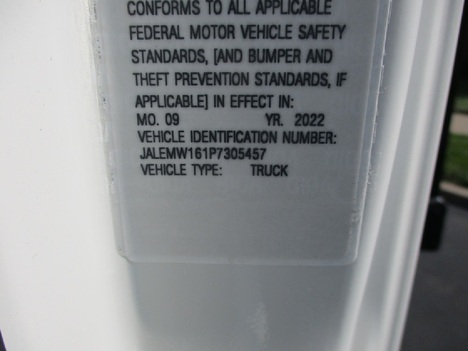 CONFORMS TO ALL APPLICABLE
FEDERAL MOTOR VEHICLE SAFETY
STANDARDS, [AND BUMPER AND
THEFT PREVENTION STANDARDS, IF
APPLICABLE] IN EFFECT IN:
MO. 09 YR. 2022
VEHICLE IDENTIFICATION NUMBER:
JALEMW161P7305457
VEHICLE TYPE: TRUCK